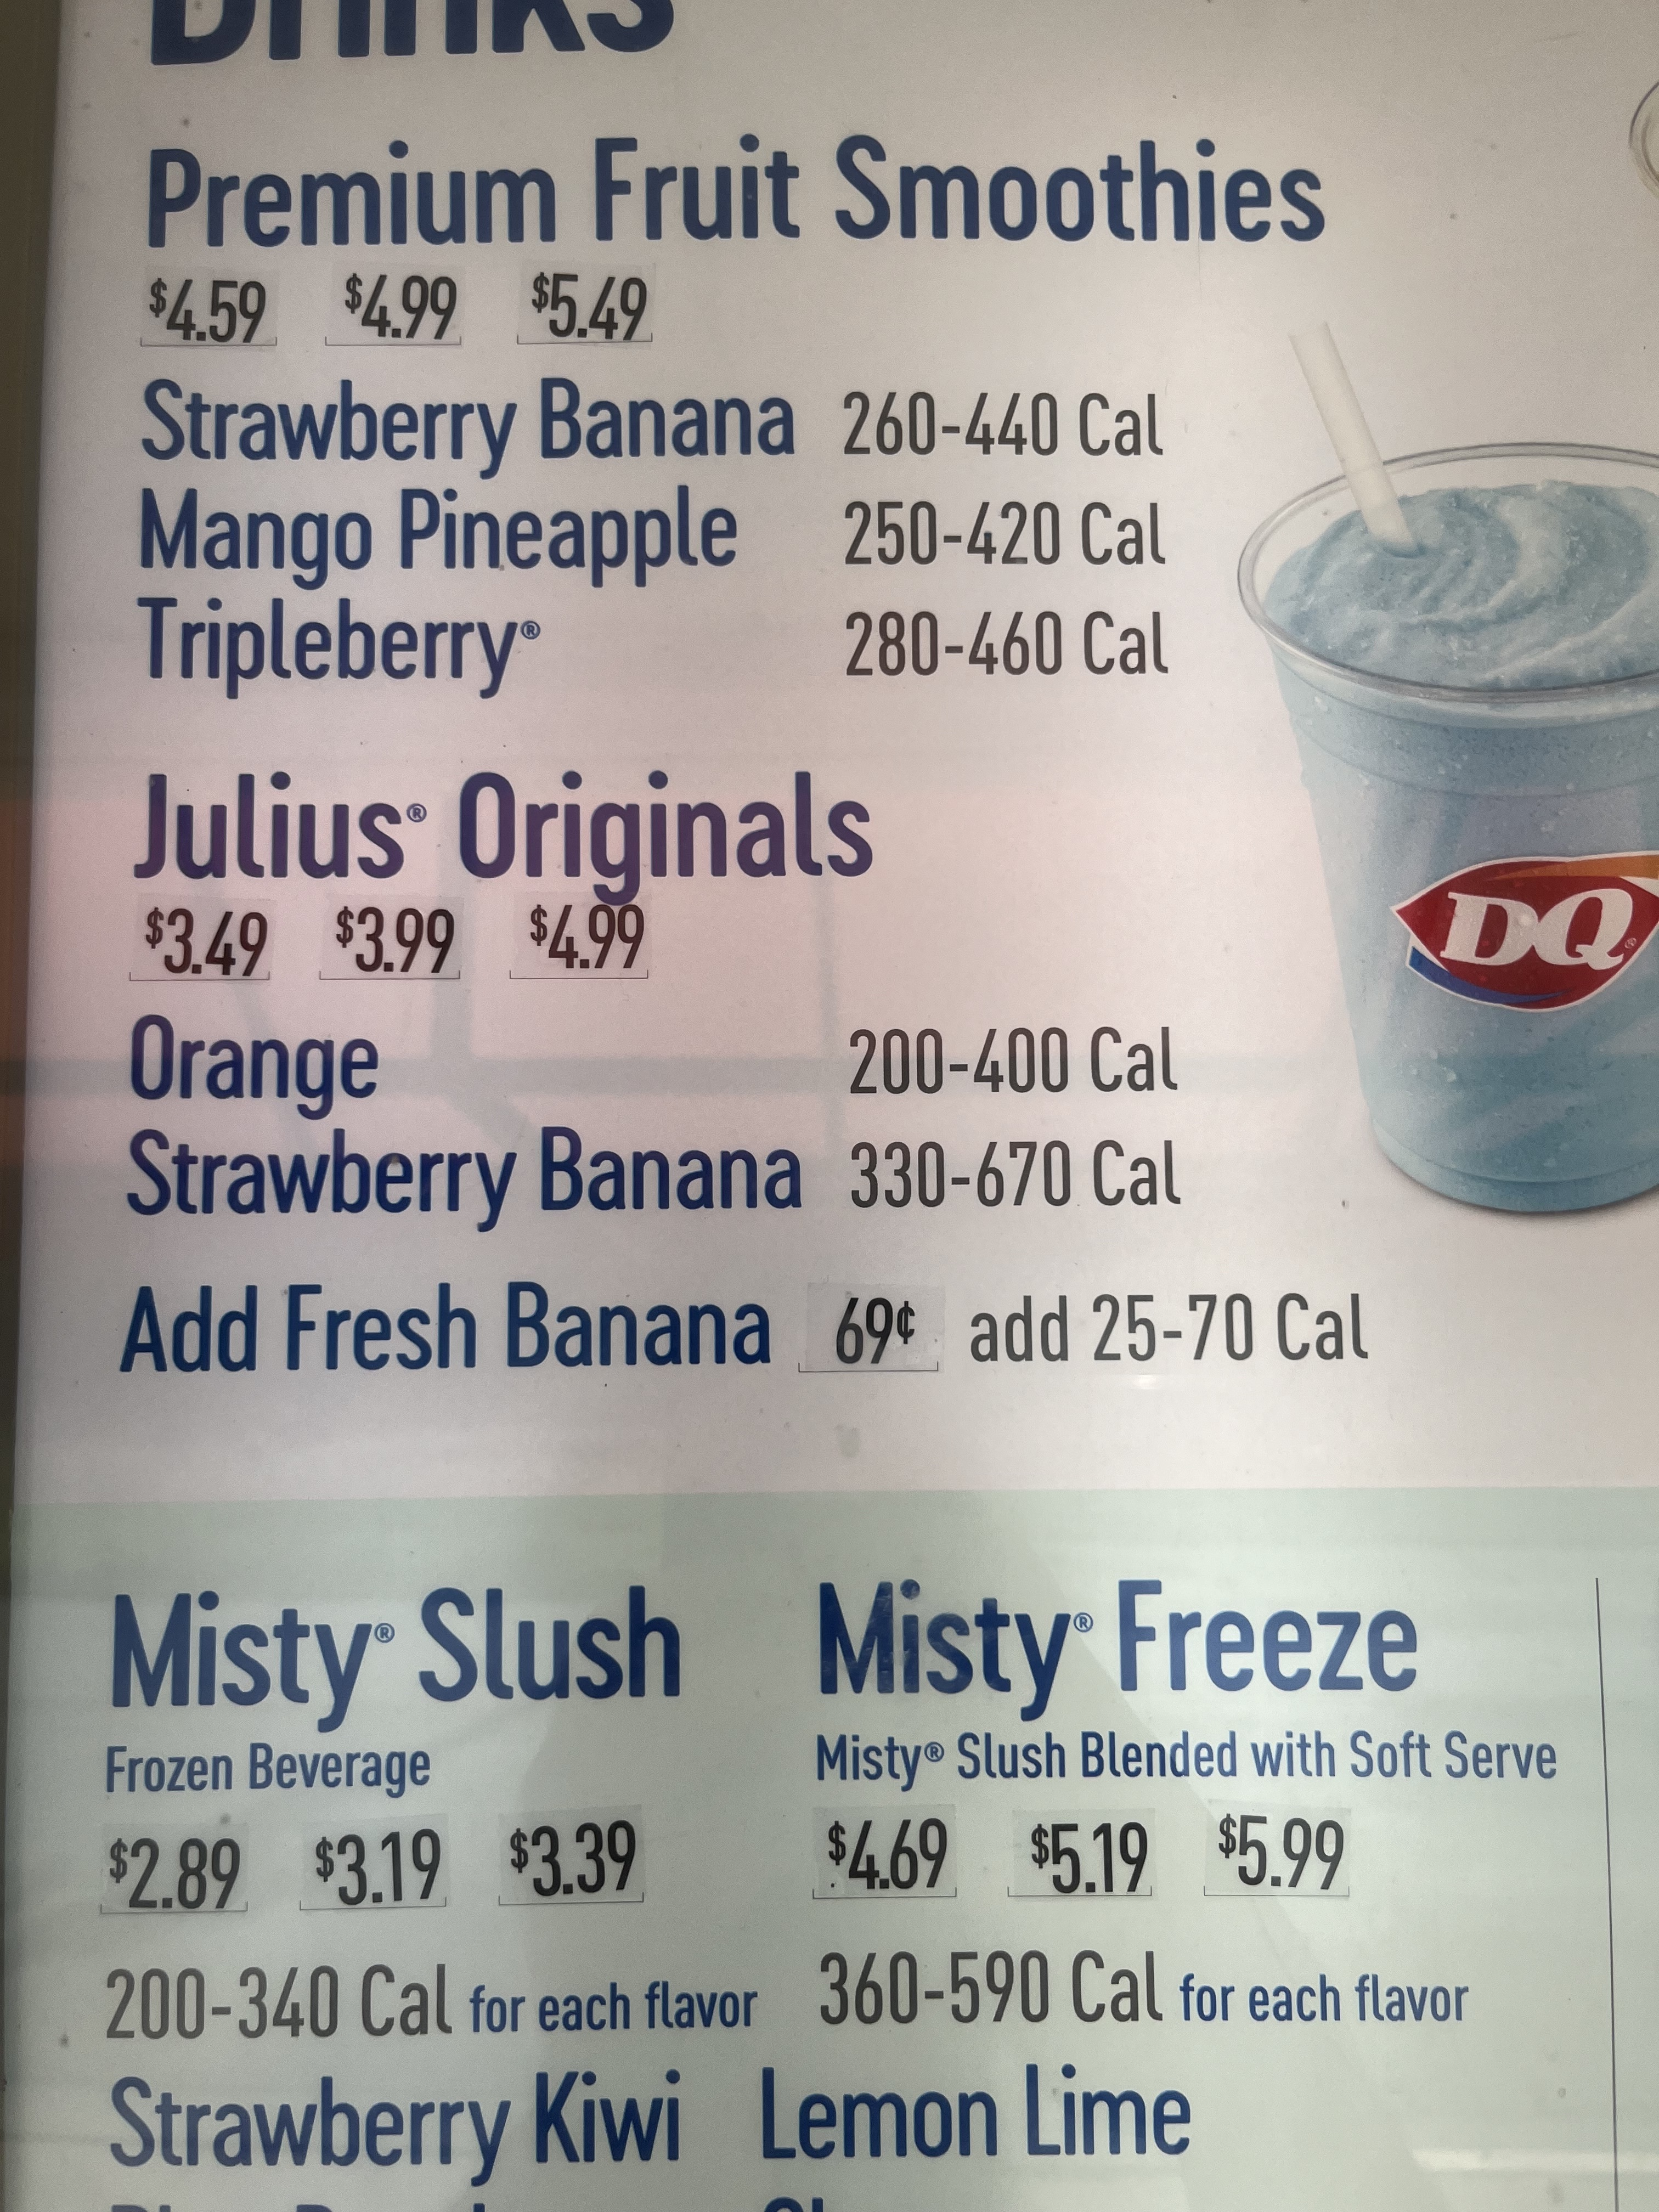 Drinks
Premium Fruit Smoothies
$4.59 $4.99 $5.49
Strawberry Banana 260-440 Cal
Mango Pineapple 250-420 Cal
Tripleberry® 280-460 Cal
Julius® Originals
$3.49 $3.99 $4.99
Orange 200-400 Cal
Strawberry Banana 330-670 Cal
DQ®
Add Fresh Banana 69¢ add 25-70 Cal
Misty® Slush
Frozen Beverage
$2.89 $3.19 $3.39
200-340 Cal for each flavor
Misty® Freeze
Misty® Slush Blended with Soft Serve
$4.69 $5.19 $5.99
360-590 Cal for each flavor
Strawberry Kiwi Lemon Lime